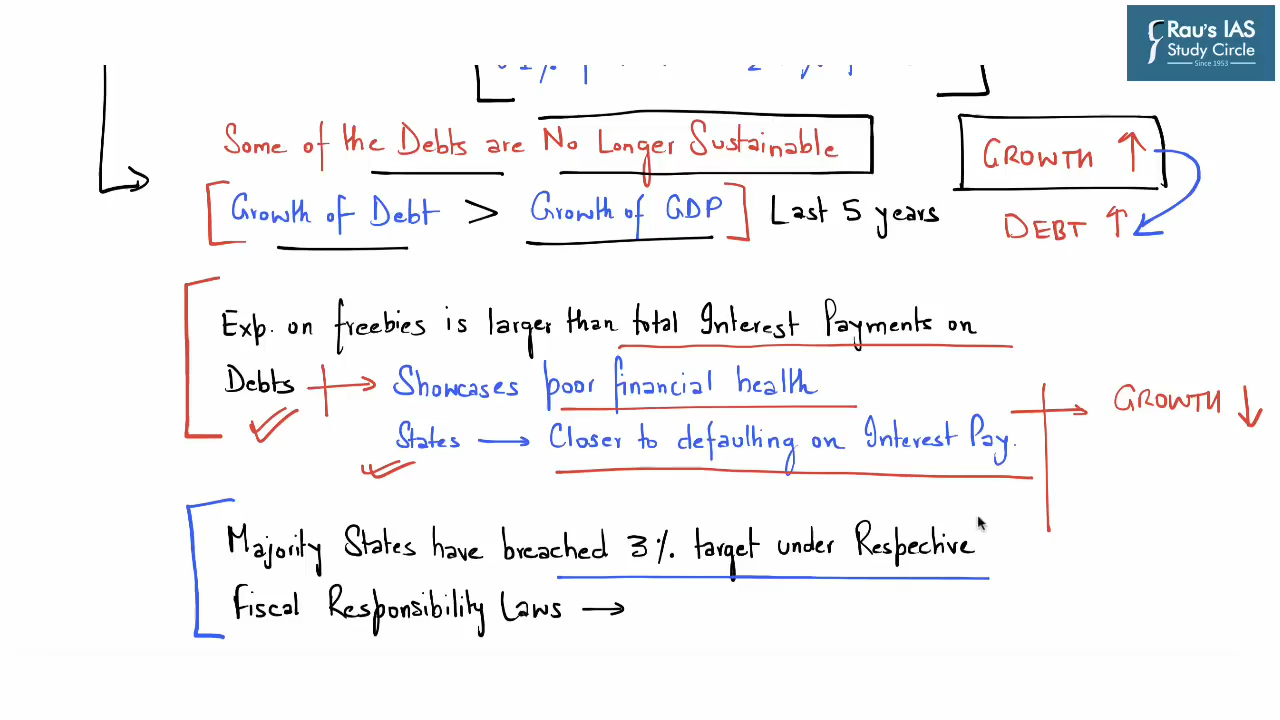 Rau's IAS
Study Circle
Since 1953
Some of the Debts are No Longer Sustainable
GROWTH ↑
[Growth of Debt > Growth of GDP] Last 5 years
DEBT ↑
Exp. on freebies is larger than total Interest Payments on
Debts → Showcases poor financial health
GROWTH ↓
States → Closer to defaulting on Interest Pay.
Majority States have breached 3% target under Respective
Fiscal Responsibility Laws →